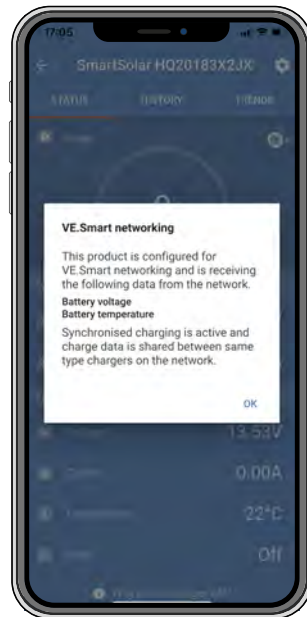 17:05
SmartSolar HQ20183X2JX
STATUS HISTORY TRENDS
VE.Smart networking
This product is configured for
VE.Smart networking and is receiving
the following data from the network.
Battery voltage
Battery temperature
Synchronised charging is active and
charge data is shared between same
type chargers on the network.
OK
13.53V
0.00A
22°C
Off